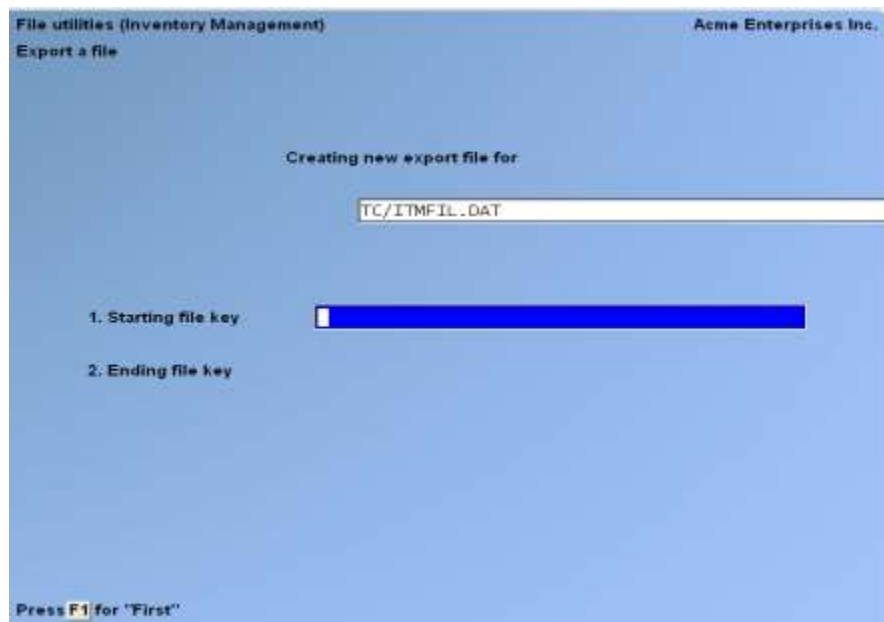 File utilities (Inventory Management) Acme Enterprises Inc.
Export a file
Creating new export file for
TC/ITMFIL.DAT
1. Starting file key
2. Ending file key
Press F1 for "First"